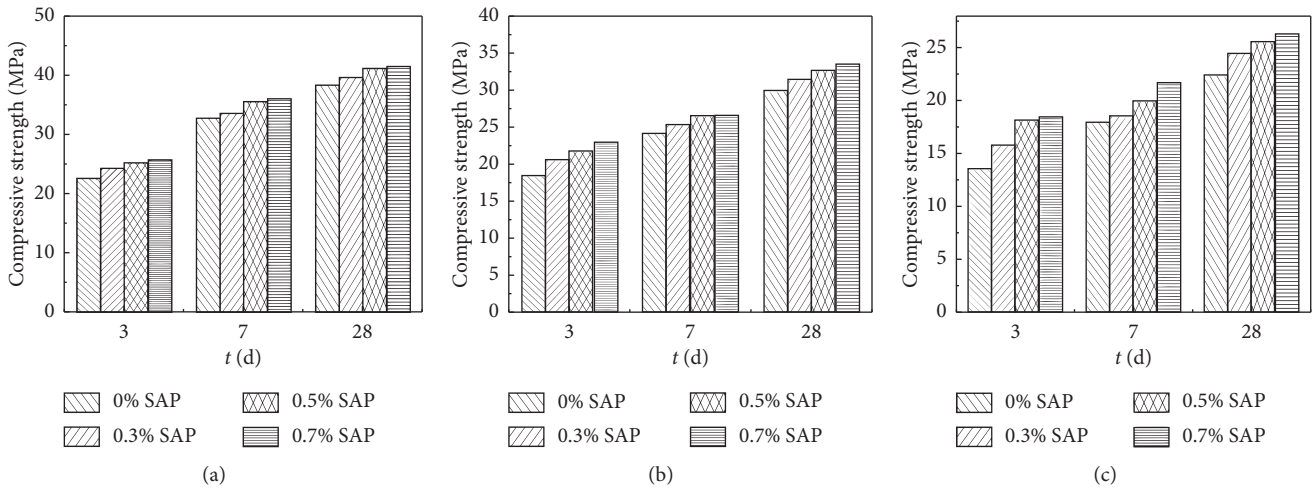 Compressive strength (MPa)
50
40
30
20
10
0
3 7 28
t (d)
0% SAP 0.5% SAP
0.3% SAP 0.7% SAP
(a)
Compressive strength (MPa)
40
35
30
25
20
15
10
5
0
3 7 28
t (d)
0% SAP 0.5% SAP
0.3% SAP 0.7% SAP
(b)
Compressive strength (MPa)
25
20
15
10
5
0
3 7 28
t (d)
0% SAP 0.5% SAP
0.3% SAP 0.7% SAP
(c)